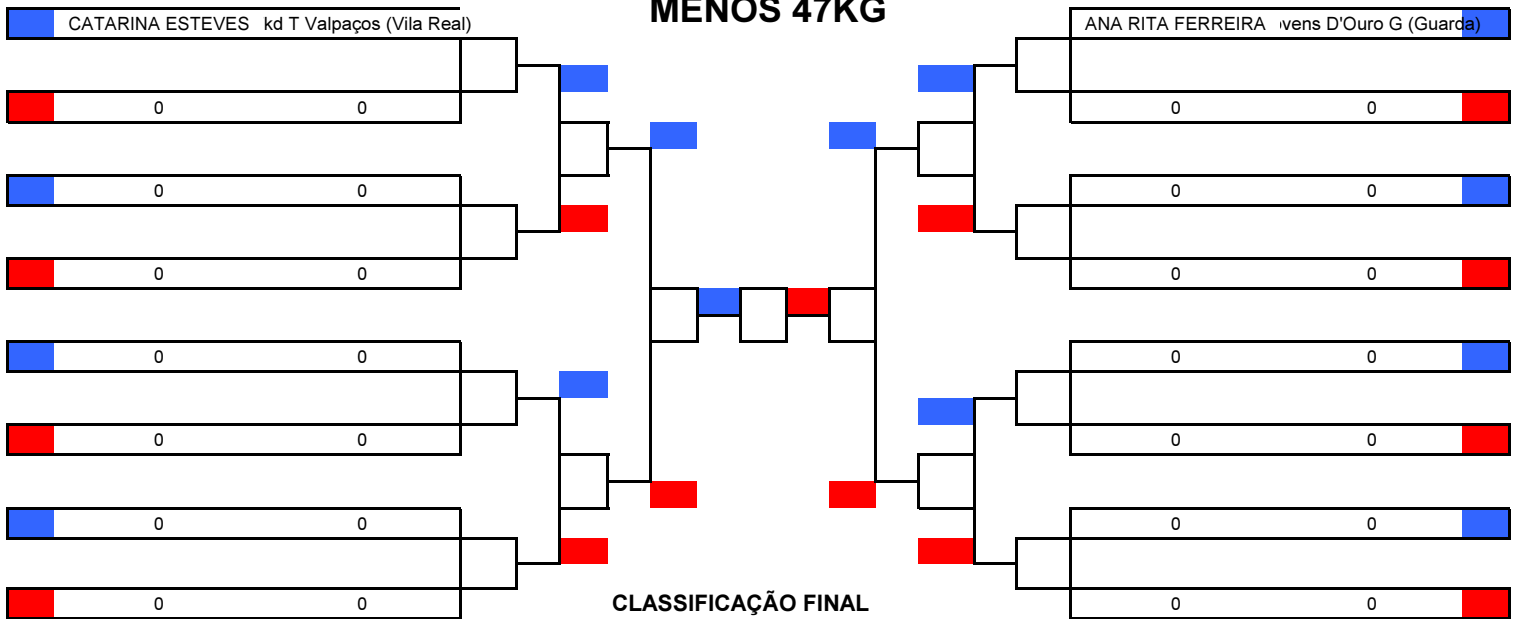 MENOS 47KG
CATARINA ESTEVES kd T Valpaços (Vila Real) ANA RITA FERREIRA vens D'Ouro G (Guarda)
0 0 0 0
0 0 0 0
0 0 0 0
0 0 0 0
0 0 0 0
0 0 0 0
0 0 CLASSIFICAÇÃO FINAL 0 0